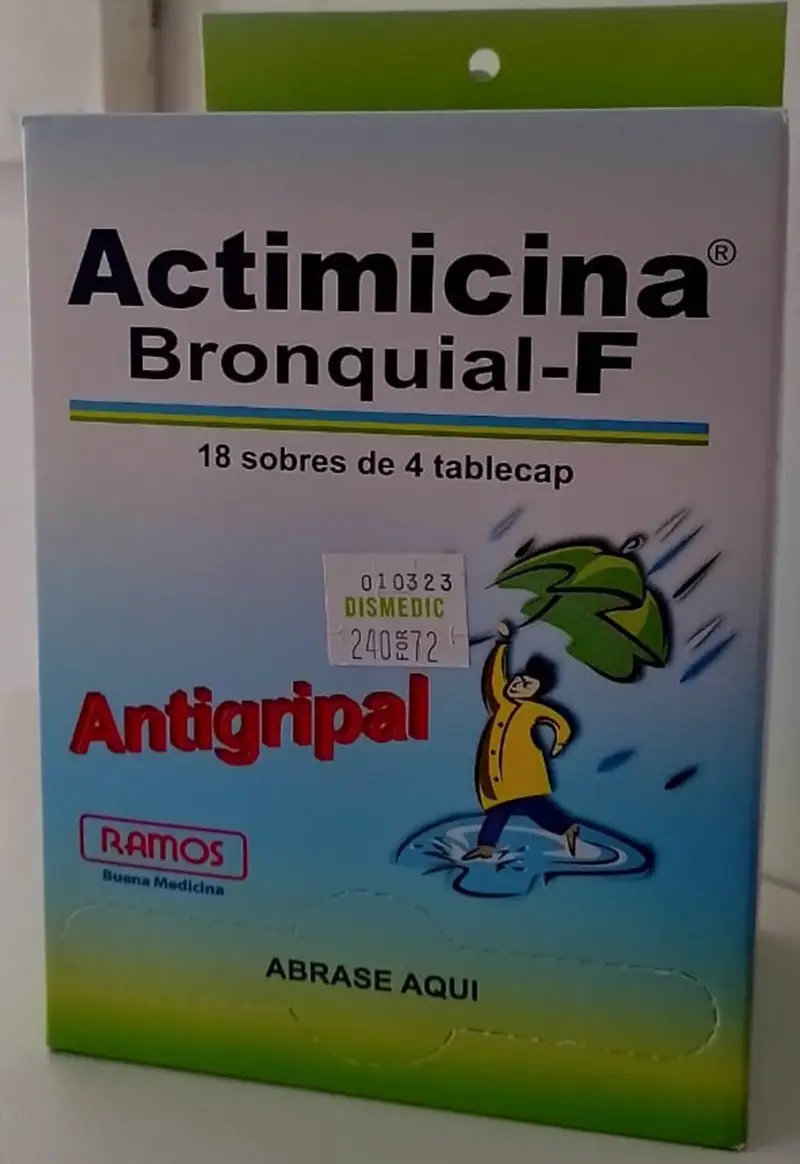 Actimicina®
Bronquial-F
18 sobres de 4 tablecap
010323
DISMEDIC
240 FOR 72
Antigripal
RAMOS
Buena Medicina
ABRASE AQUI